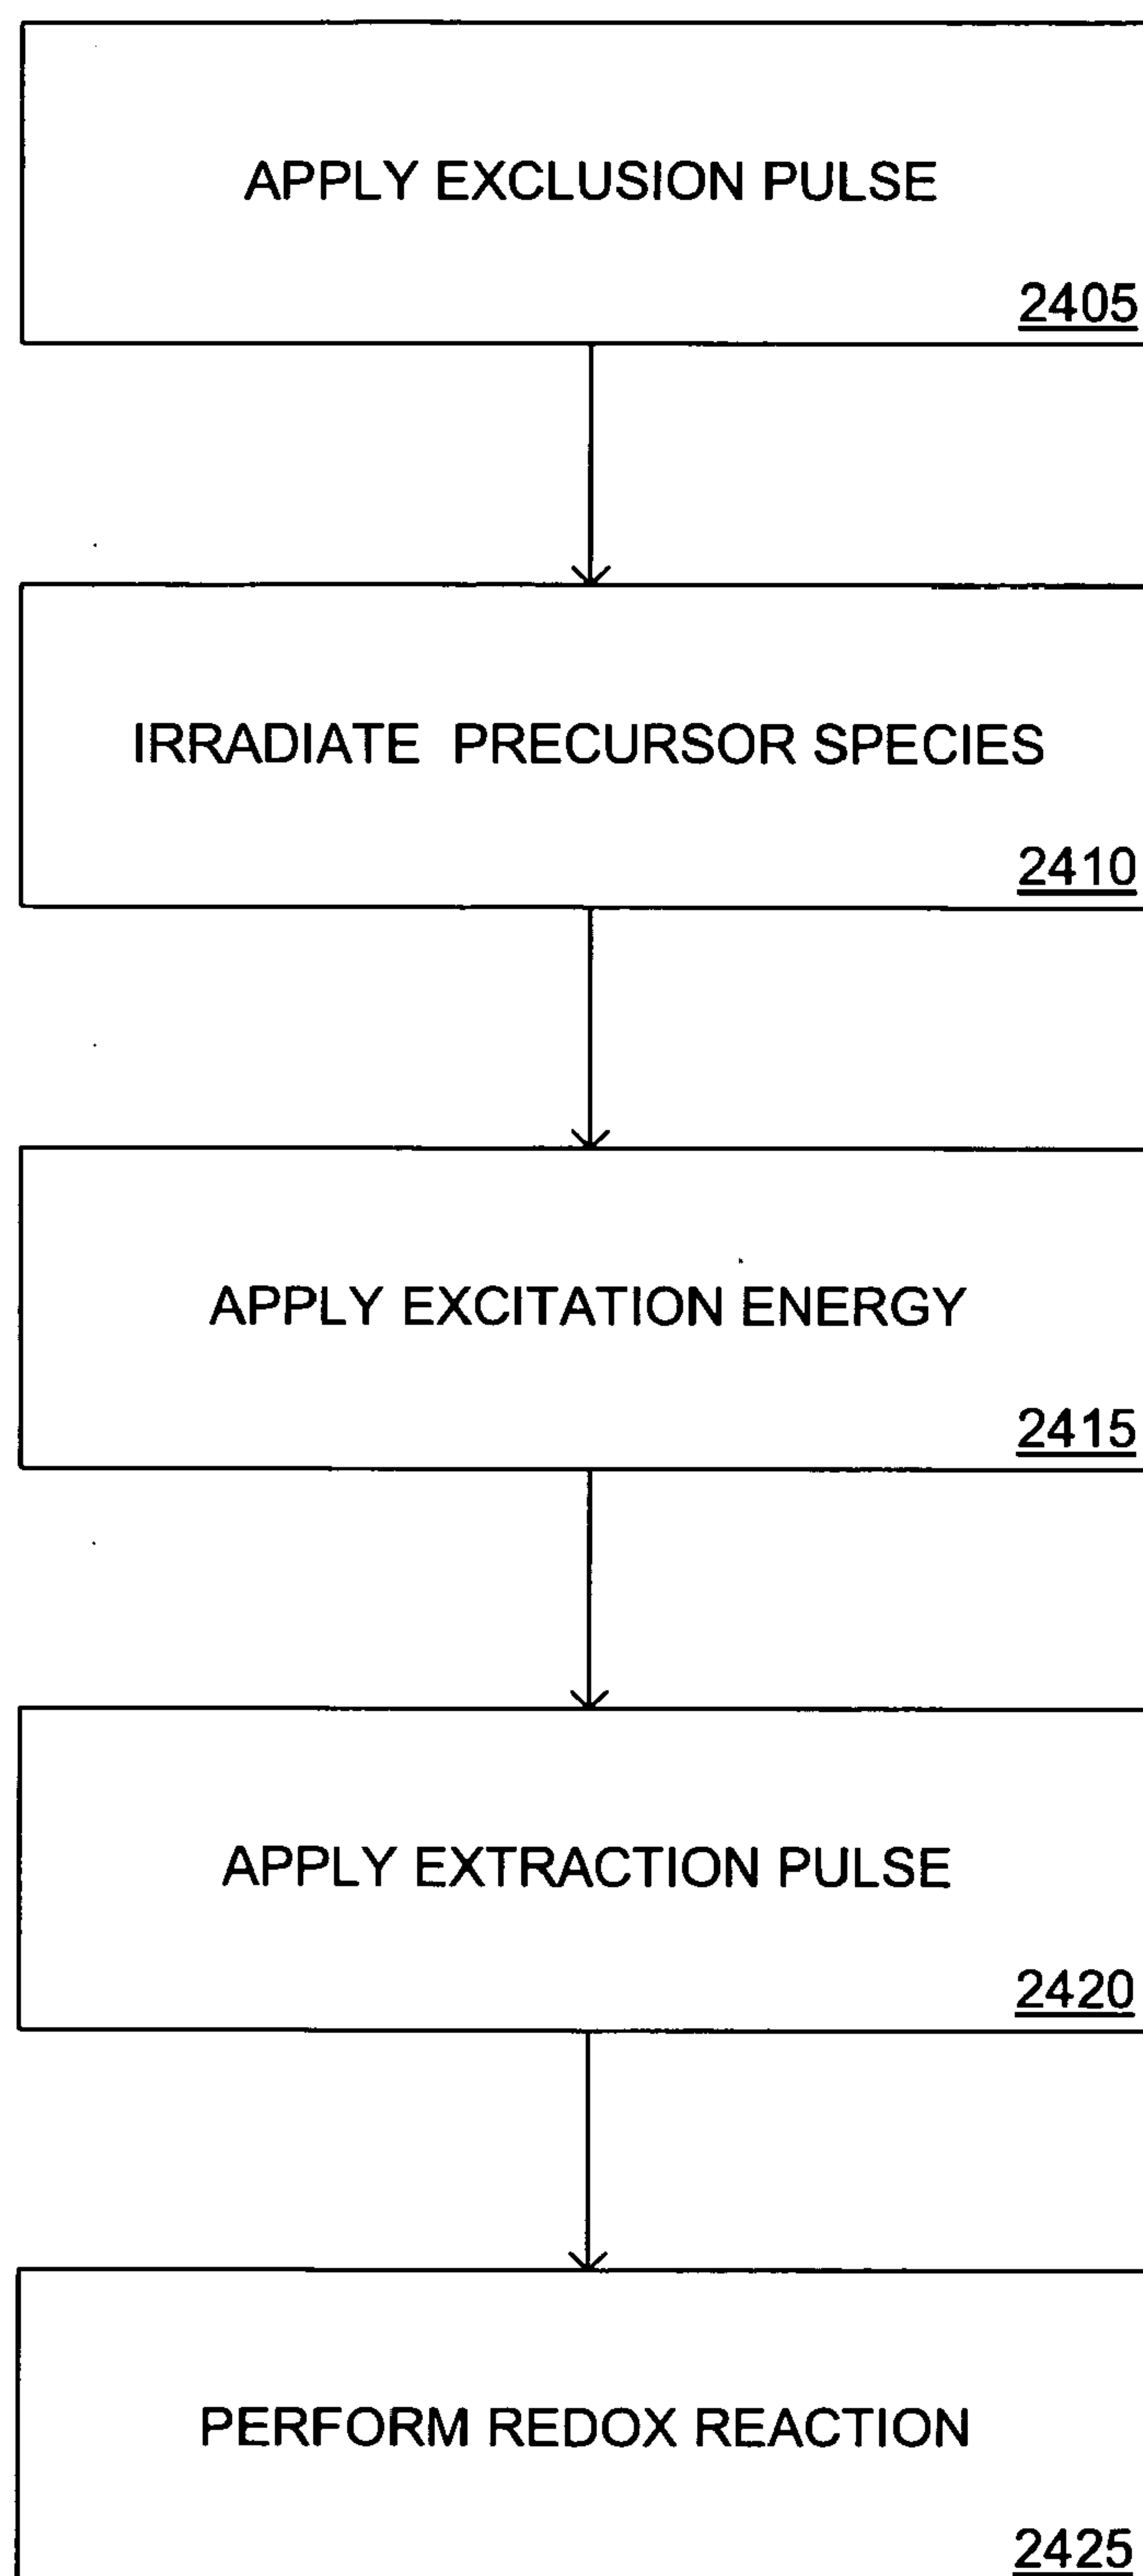 APPLY EXCLUSION PULSE
2405
IRRADIATE PRECURSOR SPECIES
2410
APPLY EXCITATION ENERGY
2415
APPLY EXTRACTION PULSE
2420
PERFORM REDOX REACTION
2425